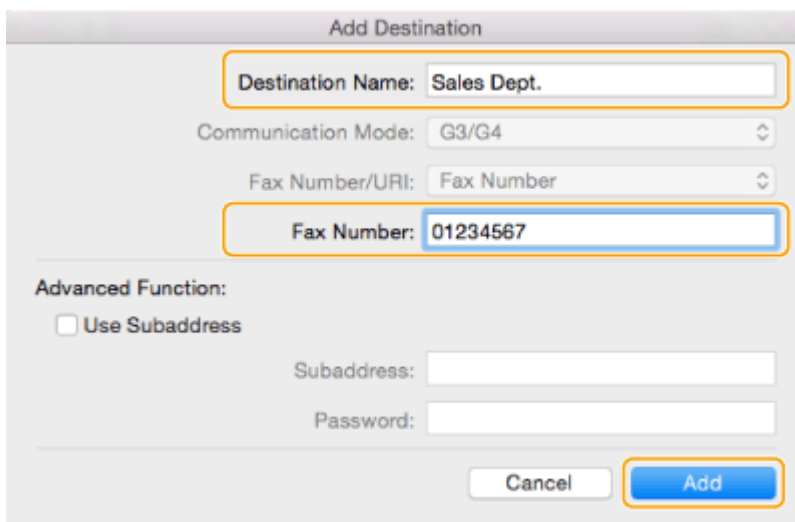 Add Destination
Destination Name: Sales Dept.
Communication Mode: G3/G4
Fax Number/URI: Fax Number
Fax Number: 01234567
Advanced Function:
Use Subaddress
Subaddress:
Password:
Cancel Add